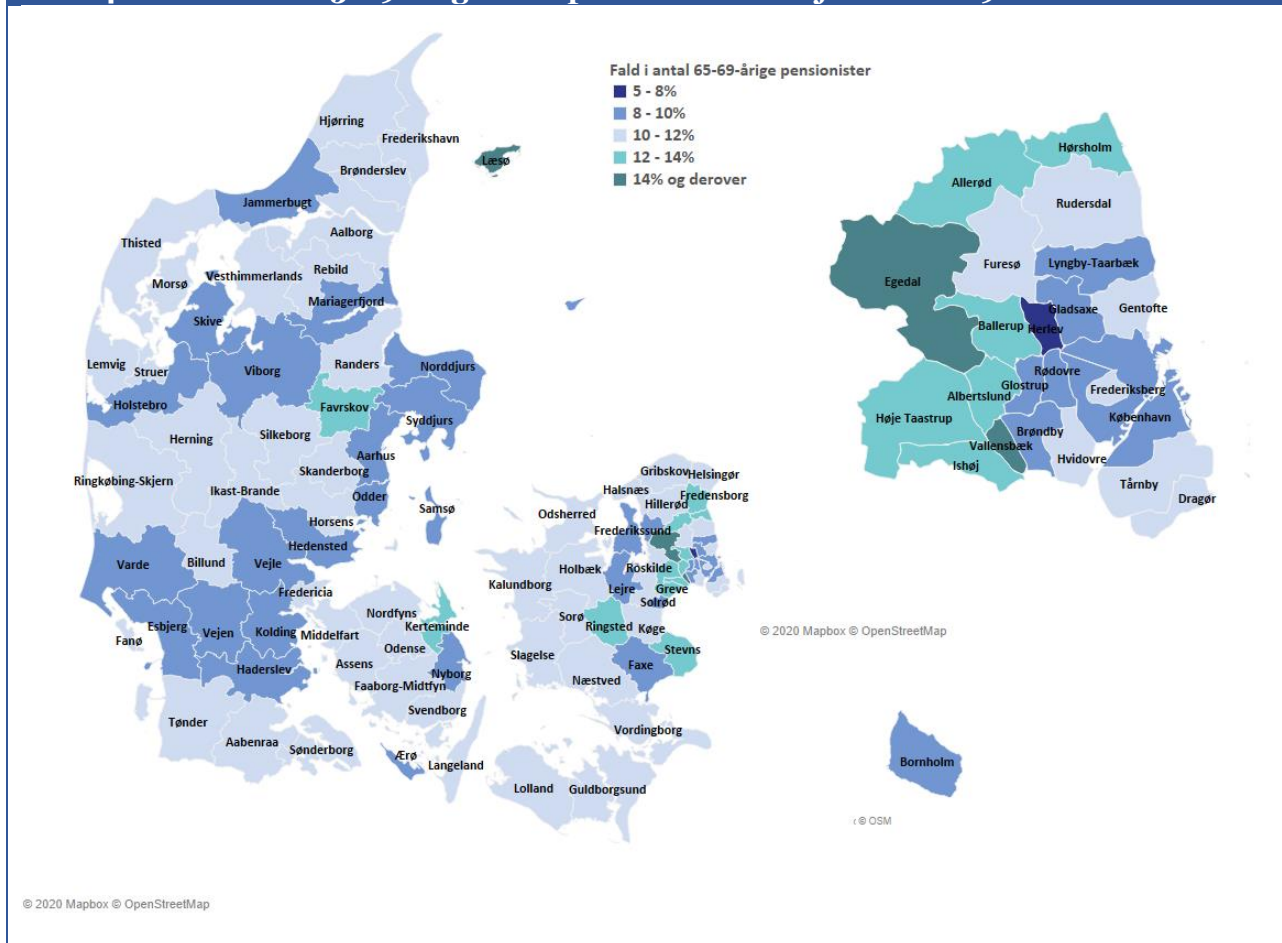 Fald i antal 65-69-årige pensionister
5 - 8%
8 - 10%
10 - 12%
12 - 14%
14% og derover
Hjørring
Frederikshavn
Læsø
Brønderslev
Jammerbugt
Aalborg
Thisted
Vesthimmerlands
Rebild
Morsø
Mariagerfjord
Skive
Lemvig
Struer
Randers
Norddjurs
Viborg
Holstebro
Favrskov
Syddjurs
Herning
Silkeborg
Aarhus
Skanderborg
Ringkøbing-Skjern
Ikast-Brande
Odder
Samsø
Horsens
Hedensted
Varde
Billund
Vejle
Fredericia
Nordfyns
Esbjerg
Vejen
Kolding
Middelfart
Kerteminde
Fanø
Odense
Assens
Haderslev
Nyborg
Faaborg-Midtfyn
Svendborg
Tønder
Aabenraa
Sønderborg
Ærø
Langeland
Gribskov
Helsingør
Halsnæs
Fredensborg
Hillerød
Odsherred
Frederikssund
Holbæk
Roskilde
Kalundborg
Lejre
Greve
Solrød
Sorø
Ringsted
Køge
Stevns
Slagelse
Faxe
Næstved
Vordingborg
Lolland
Guldborgsund
Hørsholm
Allerød
Rudersdal
Egedal
Furesø
Lyngby-Taarbæk
Gladsaxe
Gentofte
Ballerup
Herlev
Rødovre
Frederiksberg
Albertslund
Glostrup
Høje Taastrup
København
Brøndby
Vallensbæk
Hvidovre
Ishøj
Tårnby
Dragør
© 2020 Mapbox © OpenStreetMap
Bornholm
© OSM
© 2020 Mapbox © OpenStreetMap